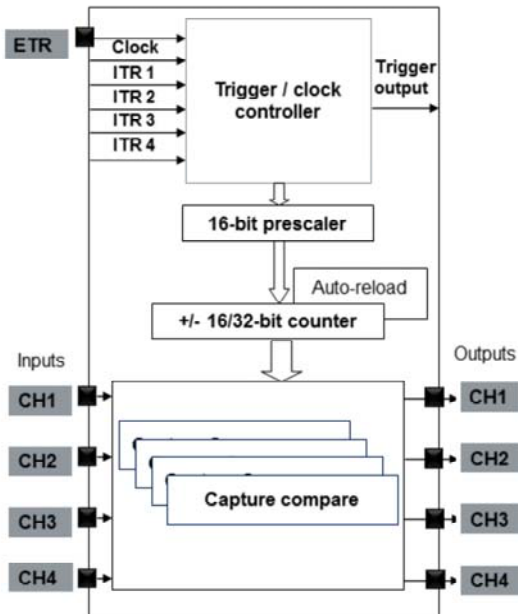 ETR
Clock
ITR 1
ITR 2
ITR 3
ITR 4
Trigger / clock
controller
Trigger
output
16-bit prescaler
Auto-reload
+/- 16/32-bit counter
Inputs
Outputs
CH1
CH1
CH2
CH2
Capture compare
CH3
CH3
CH4
CH4